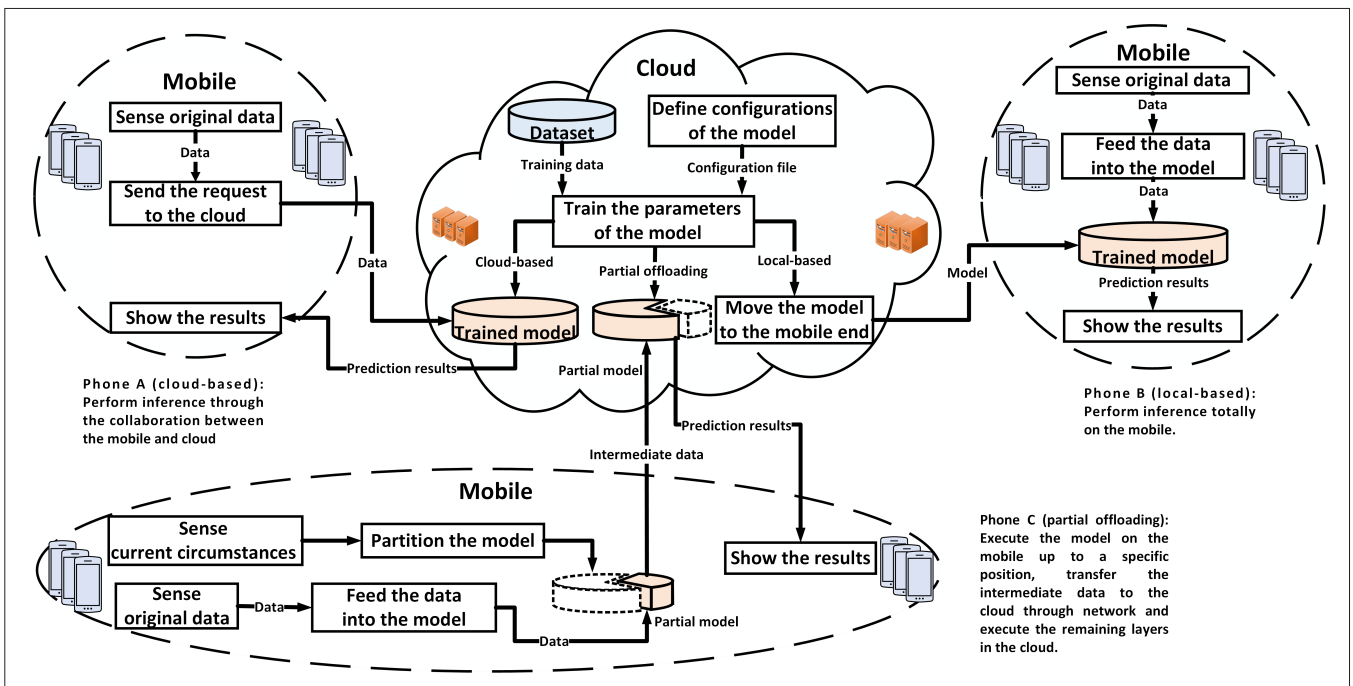 Mobile
Sense original data
Data
Send the request
to the cloud
Data
Show the results
Prediction results
Phone A (cloud-based):
Perform inference through
the collaboration between
the mobile and cloud
Cloud
Dataset
Training data
Define configurations
of the model
Configuration file
Train the parameters
of the model
Cloud-based
Partial offloading
Local-based
Trained model
Move the model
to the mobile end
Partial model
Model
Prediction results
Intermediate data
Mobile
Sense original data
Data
Feed the data
into the model
Data
Trained model
Prediction results
Show the results
Phone B (local-based):
Perform inference totally
on the mobile.
Mobile
Sense
current circumstances
Partition the model
Sense
original data
Data
Feed the data
into the model
Data
Partial model
Show the results
Phone C (partial offloading):
Execute the model on the
mobile up to a specific
position, transfer the
intermediate data to the
cloud through network and
execute the remaining layers
in the cloud.